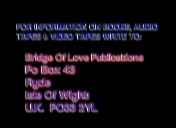 FOR INFORMATION ON BOOKS, AUDIO
TAPES & VIDEO TAPES WRITE TO:
Bridge Of Love Publications
Po Box 43
Ryde
Isle Of Wight
U.K. PO33 2YL